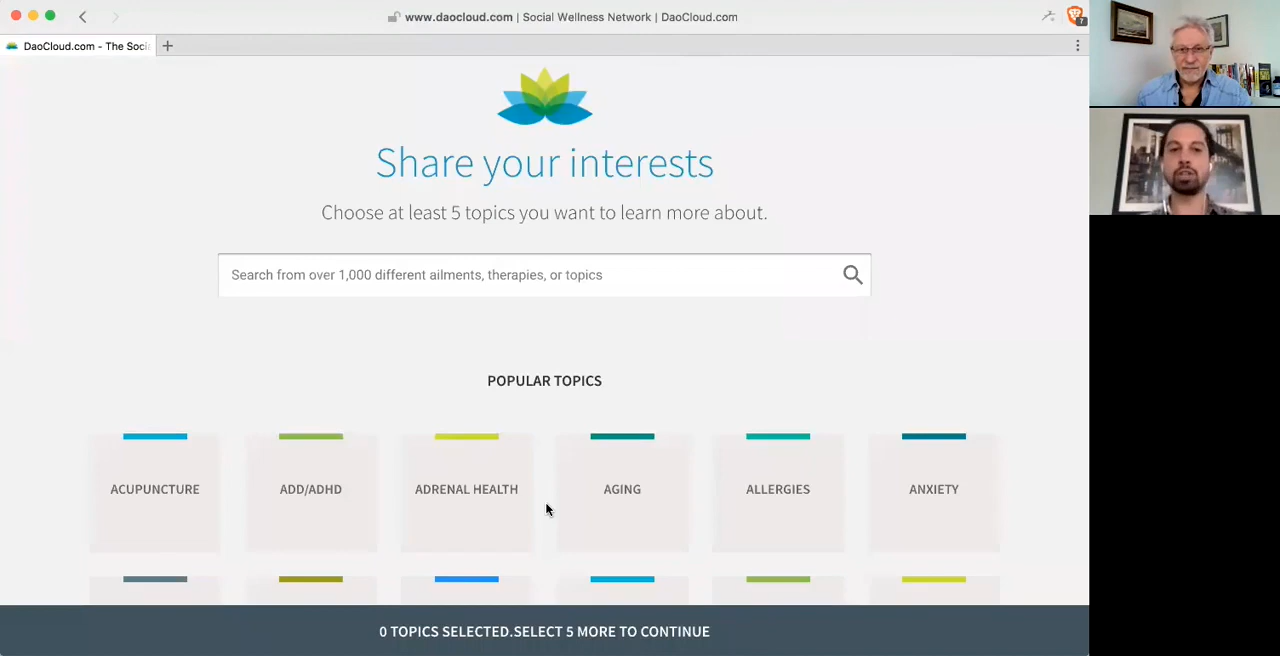 www.daocloud.com | Social Wellness Network | DaoCloud.com
7
DaoCloud.com - The Soci
Share your interests
Choose at least 5 topics you want to learn more about.
Search from over 1,000 different ailments, therapies, or topics
POPULAR TOPICS
ACUPUNCTURE
ADD/ADHD
ADRENAL HEALTH
AGING
ALLERGIES
ANXIETY
0 TOPICS SELECTED.SELECT 5 MORE TO CONTINUE